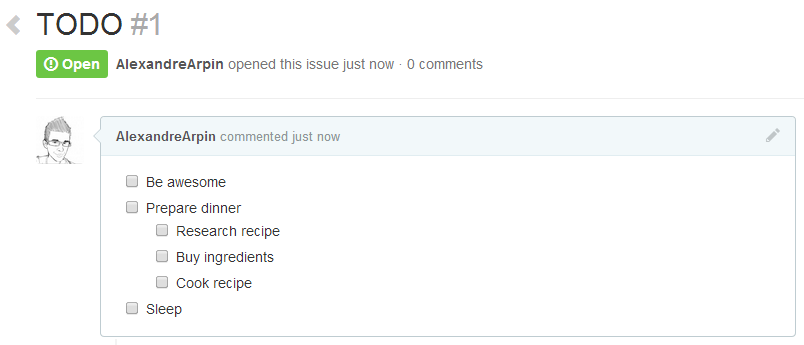 TODO #1
Open AlexandreArpin opened this issue just now · 0 comments
AlexandreArpin commented just now
Be awesome
Prepare dinner
Research recipe
Buy ingredients
Cook recipe
Sleep